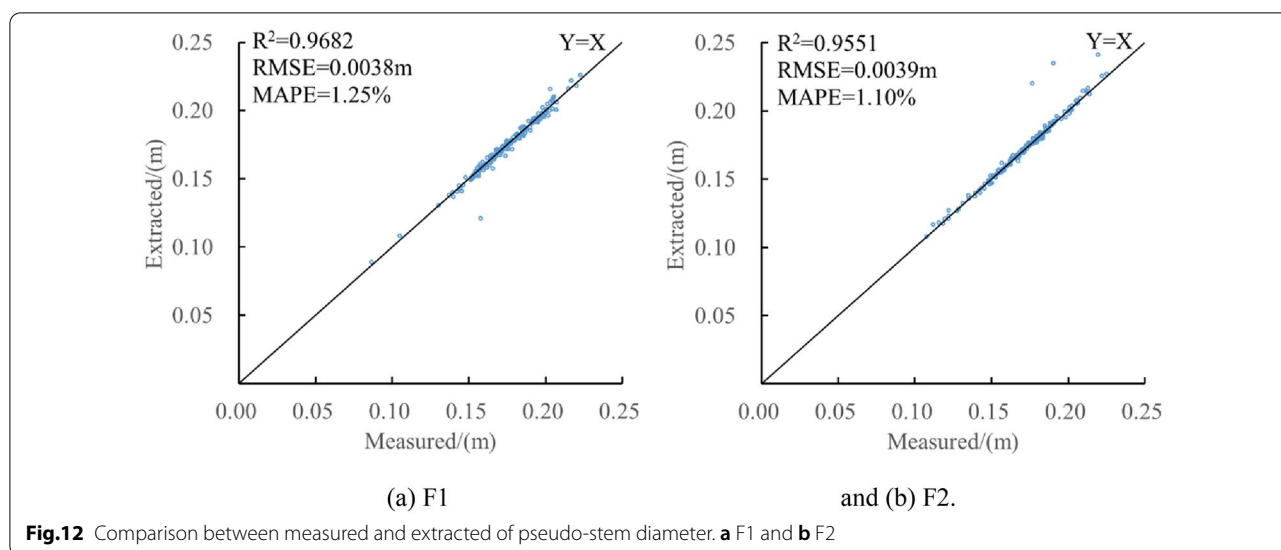 R²=0.9682
RMSE=0.0038m
MAPE=1.25%
Y=X
0.25
0.20
0.15
0.10
0.05
Extracted/(m)
0.00 0.05 0.10 0.15 0.20 0.25
Measured/(m)
(a) F1
R²=0.9551
RMSE=0.0039m
MAPE=1.10%
Y=X
0.25
0.20
0.15
0.10
0.05
Extracted/(m)
0.00 0.05 0.10 0.15 0.20 0.25
Measured/(m)
and (b) F2.
Fig.12 Comparison between measured and extracted of pseudo-stem diameter. a F1 and b F2